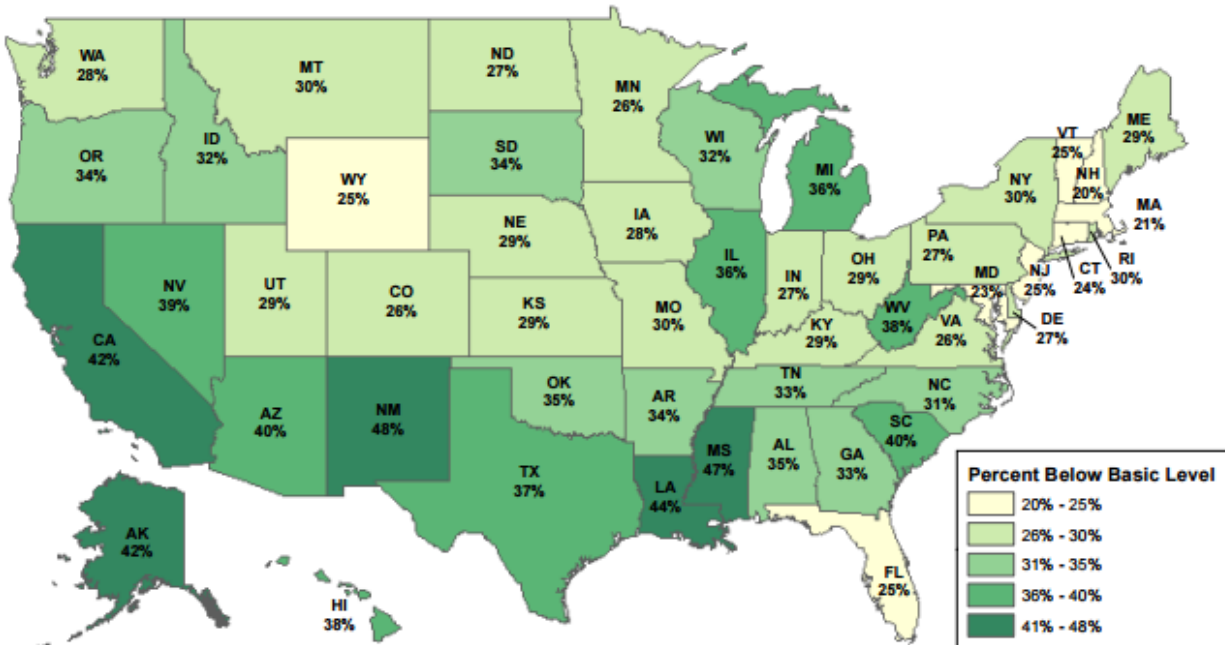 WA
28%
MT
30%
ND
27%
MN
26%
ID
32%
OR
34%
SD
34%
WI
32%
MI
36%
VT
25%
NH
20%
ME
29%
NY
30%
MA
21%
WY
25%
NE
29%
IA
28%
PA
27%
CT
24%
RI
30%
NJ
25%
MD
23%
DE
27%
NV
39%
UT
29%
CO
26%
KS
29%
MO
30%
IL
36%
IN
27%
OH
29%
WV
38%
VA
26%
KY
29%
CA
42%
AZ
40%
NM
48%
OK
35%
AR
34%
TN
33%
NC
31%
SC
40%
TX
37%
LA
44%
MS
47%
AL
35%
GA
33%
FL
25%
AK
42%
HI
38%
Percent Below Basic Level
20% - 25%
26% - 30%
31% - 35%
36% - 40%
41% - 48%